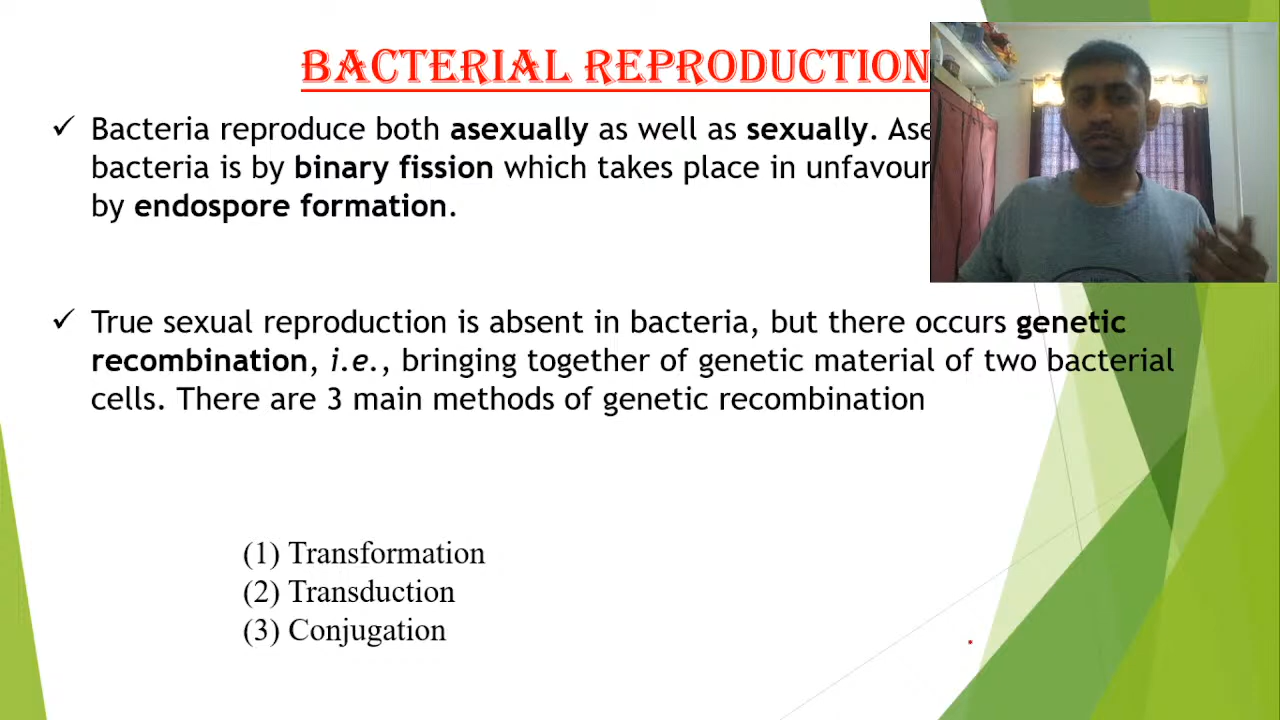 BACTERIAL REPRODUCTION
✓ Bacteria reproduce both asexually as well as sexually.
bacteria is by binary fission which takes place in
by endospore formation.
✓ True sexual reproduction is absent in bacteria, but there occurs genetic
recombination, i.e., bringing together of genetic material of two bacterial
cells. There are 3 main methods of genetic recombination
(1) Transformation
(2) Transduction
(3) Conjugation